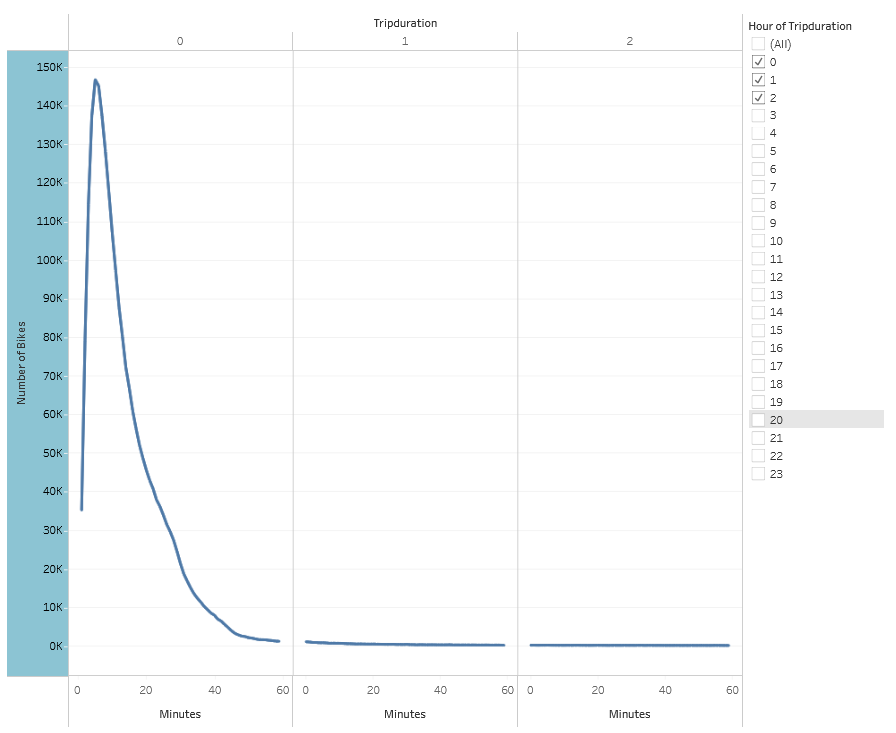 Tripduration
0 1 2
Number of Bikes
150K
140K
130K
120K
110K
100K
90K
80K
70K
60K
50K
40K
30K
20K
10K
0K
0 20 40 60 0 20 40 60 0 20 40 60
Minutes Minutes Minutes
Hour of Tripduration
(All)
0
1
2
3
4
5
6
7
8
9
10
11
12
13
14
15
16
17
18
19
20
21
22
23